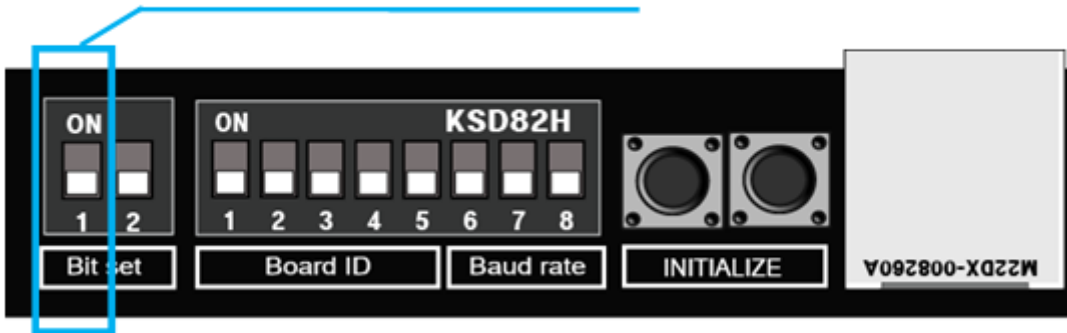 ON
1 2
Bit set
ON KSD82H
1 2 3 4 5 6 7 8
Board ID
Baud rate
INITIALIZE
M22DX-008260A